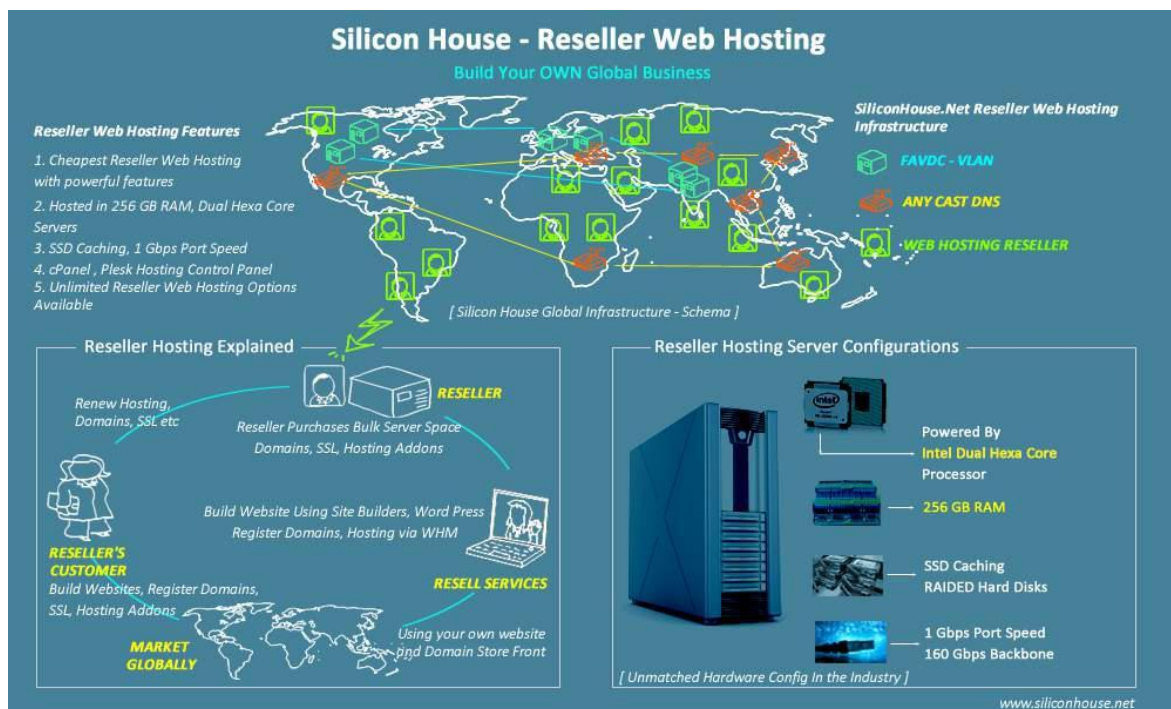 Silicon House - Reseller Web Hosting
Build Your OWN Global Business
Reseller Web Hosting Features
1. Cheapest Reseller Web Hosting
with powerful features
2. Hosted in 256 GB RAM, Dual Hexa Core
Servers
3. SSD Caching, 1 Gbps Port Speed
4. cPanel , Plesk Hosting Control Panel
5. Unlimited Reseller Web Hosting Options
Available
SiliconHouse.Net Reseller Web Hosting
Infrastructure
FAVDC - VLAN
ANY CAST DNS
WEB HOSTING RESELLER
[ Silicon House Global Infrastructure - Schema ]
Reseller Hosting Explained
RESELLER
Renew Hosting,
Domains, SSL etc
Reseller Purchases Bulk Server Space
Domains, SSL, Hosting Addons
Build Website Using Site Builders, Word Press
Register Domains, Hosting via WHM
RESELL SERVICES
RESELLER'S
CUSTOMER
Build Websites, Register Domains,
SSL, Hosting Addons
MARKET
GLOBALLY
Using your own website
and Domain Store Front
Reseller Hosting Server Configurations
intel
Powered By
Intel Dual Hexa Core
Processor
256 GB RAM
SSD Caching
RAIDED Hard Disks
1 Gbps Port Speed
160 Gbps Backbone
[ Unmatched Hardware Config In the Industry ]
www.siliconhouse.net